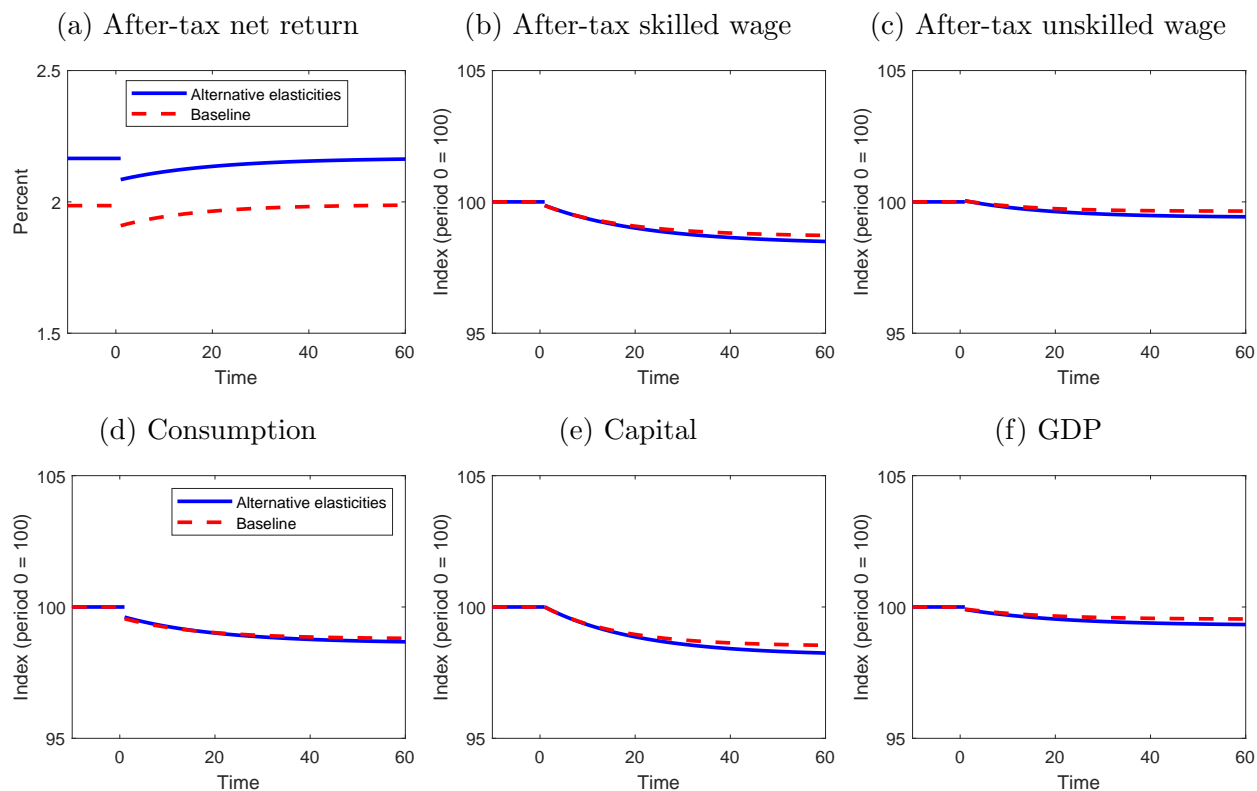 (a) After-tax net return
(b) After-tax skilled wage
(c) After-tax unskilled wage
2.5
2
1.5
Percent
Alternative elasticities
Baseline
0 20 40 60
Time
105
100
95
Index (period 0 = 100)
0 20 40 60
Time
105
100
95
Index (period 0 = 100)
0 20 40 60
Time
(d) Consumption
(e) Capital
(f) GDP
105
100
95
Index (period 0 = 100)
Alternative elasticities
Baseline
0 20 40 60
Time
105
100
95
Index (period 0 = 100)
0 20 40 60
Time
105
100
95
Index (period 0 = 100)
0 20 40 60
Time